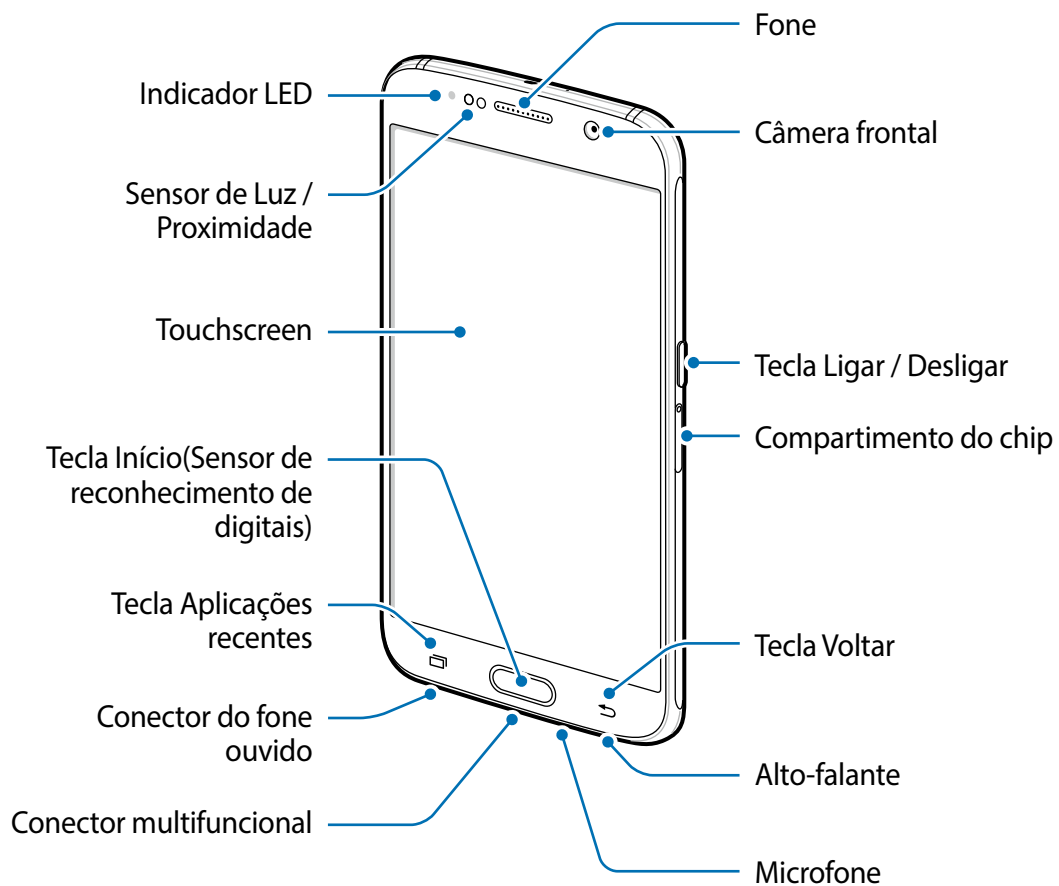 Fone
Indicador LED
Câmera frontal
Sensor de Luz /
Proximidade
Touchscreen
Tecla Ligar / Desligar
Compartimento do chip
Tecla Início(Sensor de
reconhecimento de
digitais)
Tecla Aplicações
recentes
Tecla Voltar
Conector do fone
ouvido
Alto-falante
Conector multifuncional
Microfone